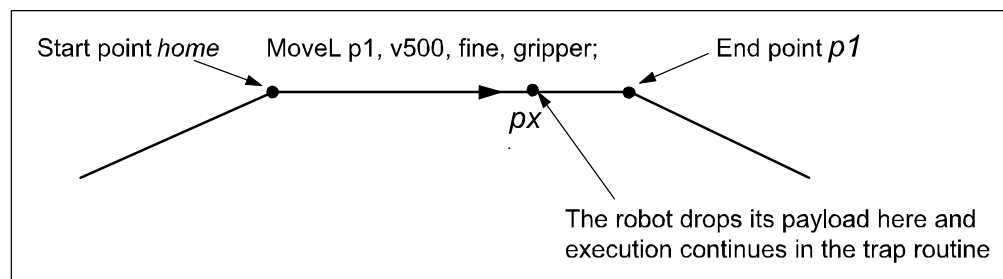 Start point home
MoveL p1, v500, fine, gripper;
End point p1
px
The robot drops its payload here and
execution continues in the trap routine